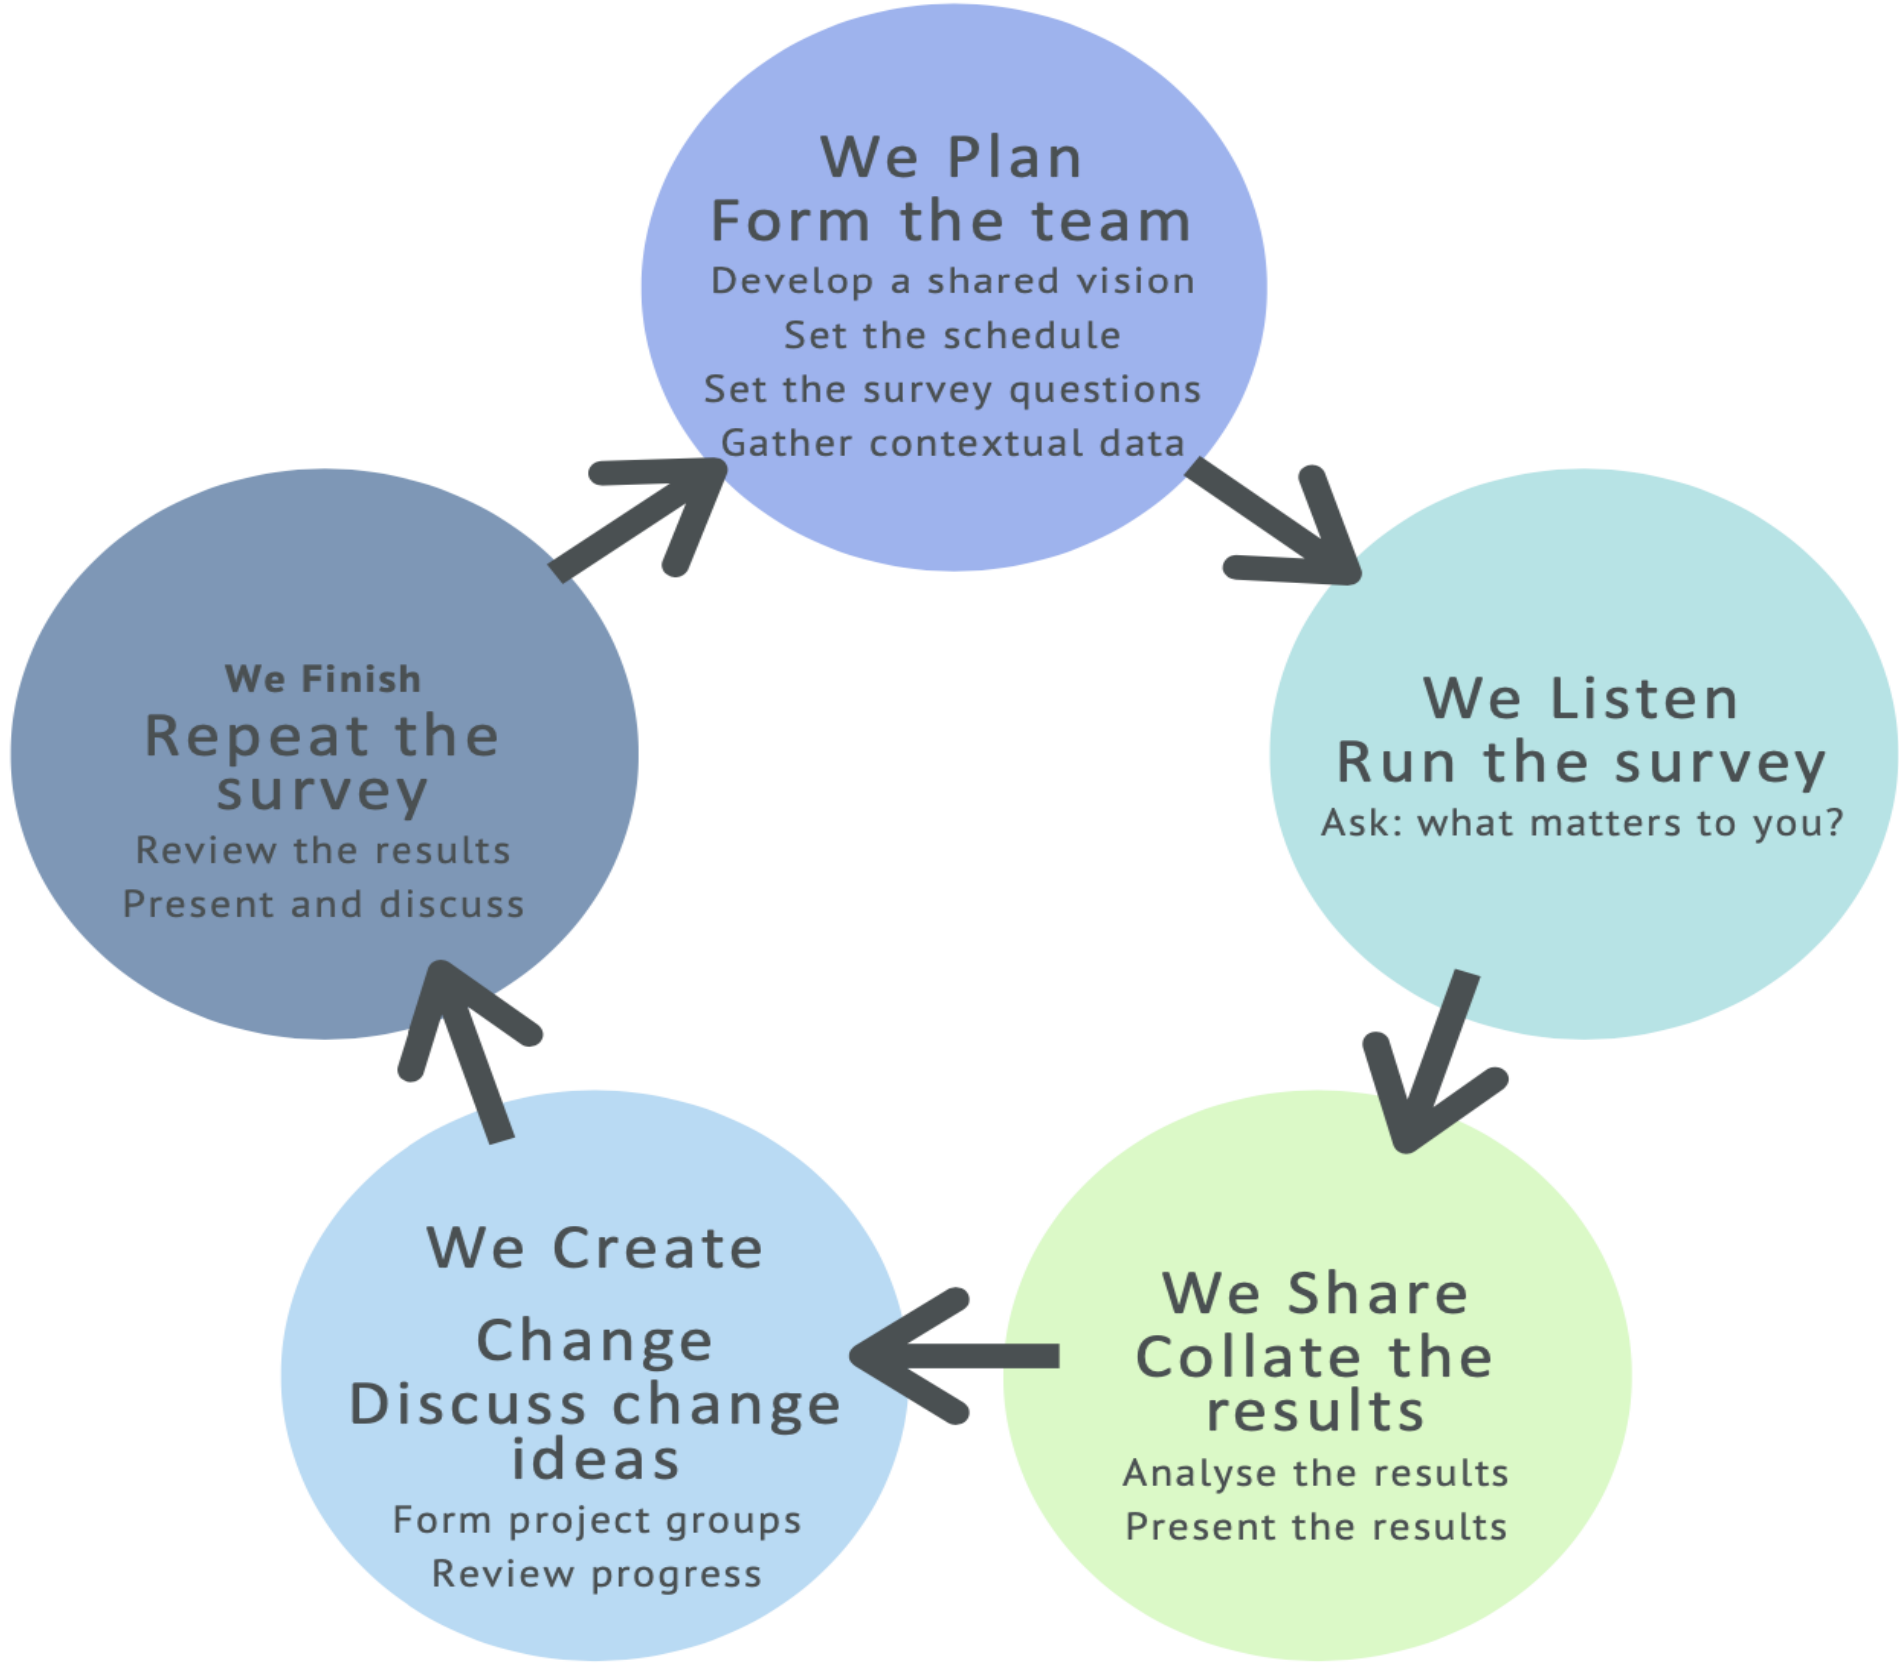 We Plan
Form the team
Develop a shared vision
Set the schedule
Set the survey questions
Gather contextual data
We Listen
Run the survey
Ask: what matters to you?
We Share
Collate the
results
Analyse the results
Present the results
We Create
Change
Discuss change
ideas
Form project groups
Review progress
We Finish
Repeat the
survey
Review the results
Present and discuss